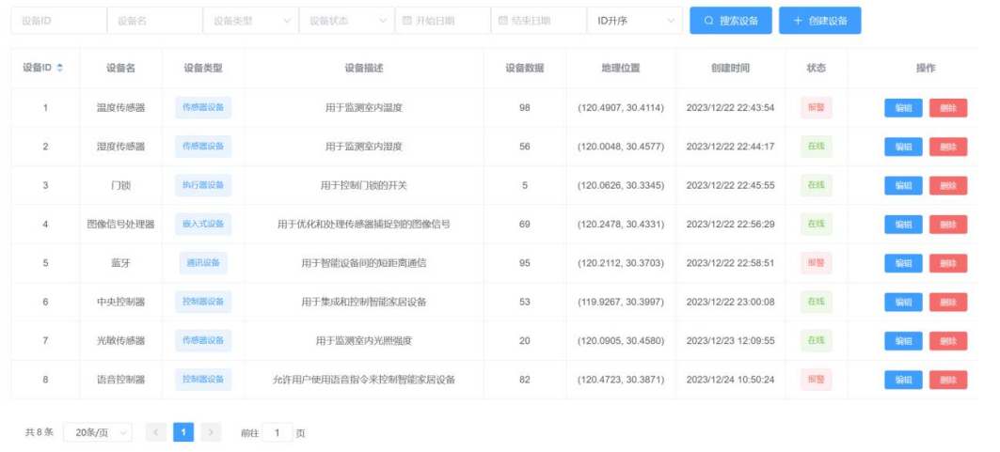 设备ID 设备名 设备类型 设备状态 开始日期 结束日期 ID升序 搜索设备 + 创建设备
设备ID 设备名 设备类型 设备描述 设备数据 地理位置 创建时间 状态 操作
1 温度传感器 传感器设备 用于监测室内温度 98 (120.4907, 30.4114) 2023/12/22 22:43:54 报警 编辑 删除
2 湿度传感器 传感器设备 用于监测室内湿度 56 (120.0048, 30.4577) 2023/12/22 22:44:17 在线 编辑 删除
3 门锁 执行器设备 用于控制门锁的开关 5 (120.0626, 30.3345) 2023/12/22 22:45:55 在线 编辑 删除
4 图像信号处理器 嵌入式设备 用于优化和处理传感器捕捉到的图像信号 69 (120.2478, 30.4331) 2023/12/22 22:56:29 在线 编辑 删除
5 蓝牙 通讯设备 用于智能设备间的短距离通信 95 (120.2112, 30.3703) 2023/12/22 22:58:51 报警 编辑 删除
6 中央控制器 控制器设备 用于集成和控制智能家居设备 53 (119.9267, 30.3997) 2023/12/22 23:00:08 在线 编辑 删除
7 光敏传感器 传感器设备 用于监测室内光照强度 20 (120.0905, 30.4580) 2023/12/23 12:09:55 在线 编辑 删除
8 语音控制器 控制器设备 允许用户使用语音指令来控制智能家居设备 82 (120.4723, 30.3871) 2023/12/24 10:50:24 报警 编辑 删除
共 8 条 20条/页 < 1 > 前往 1 页